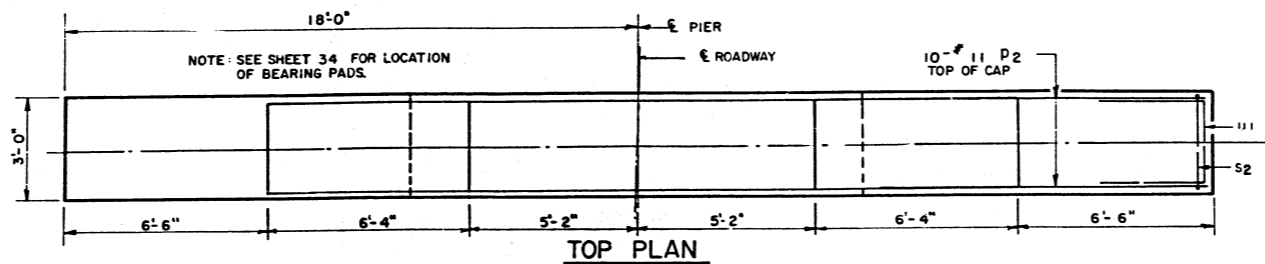 18'-0"
℄ PIER
NOTE: SEE SHEET 34 FOR LOCATION
OF BEARING PADS.
℄ ROADWAY
10-# 11 P2
TOP OF CAP
3'-0"
S2
6'-6"
6'-4"
5'-2"
5'-2"
6'-4"
6'-6"
TOP PLAN